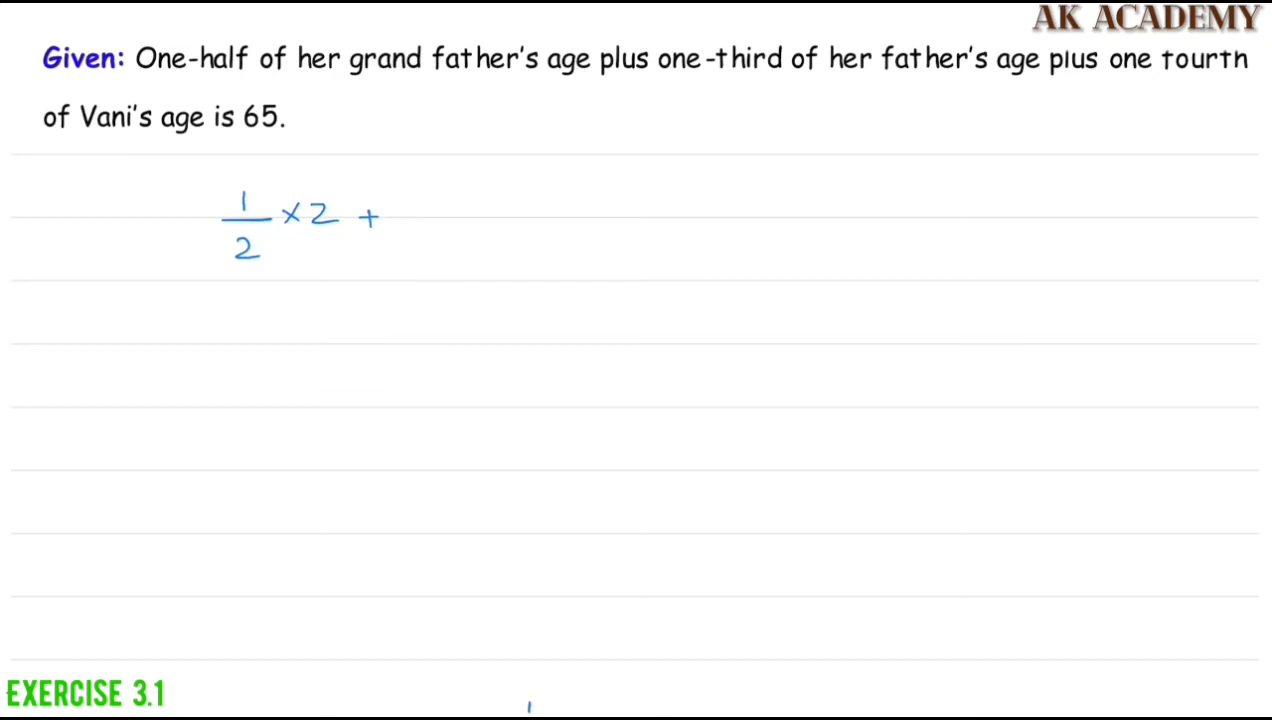 AK ACADEMY
Given: One-half of her grand father's age plus one-third of her father's age plus one fourth
of Vani's age is 65.
1/2 × 2 +
EXERCISE 3.1